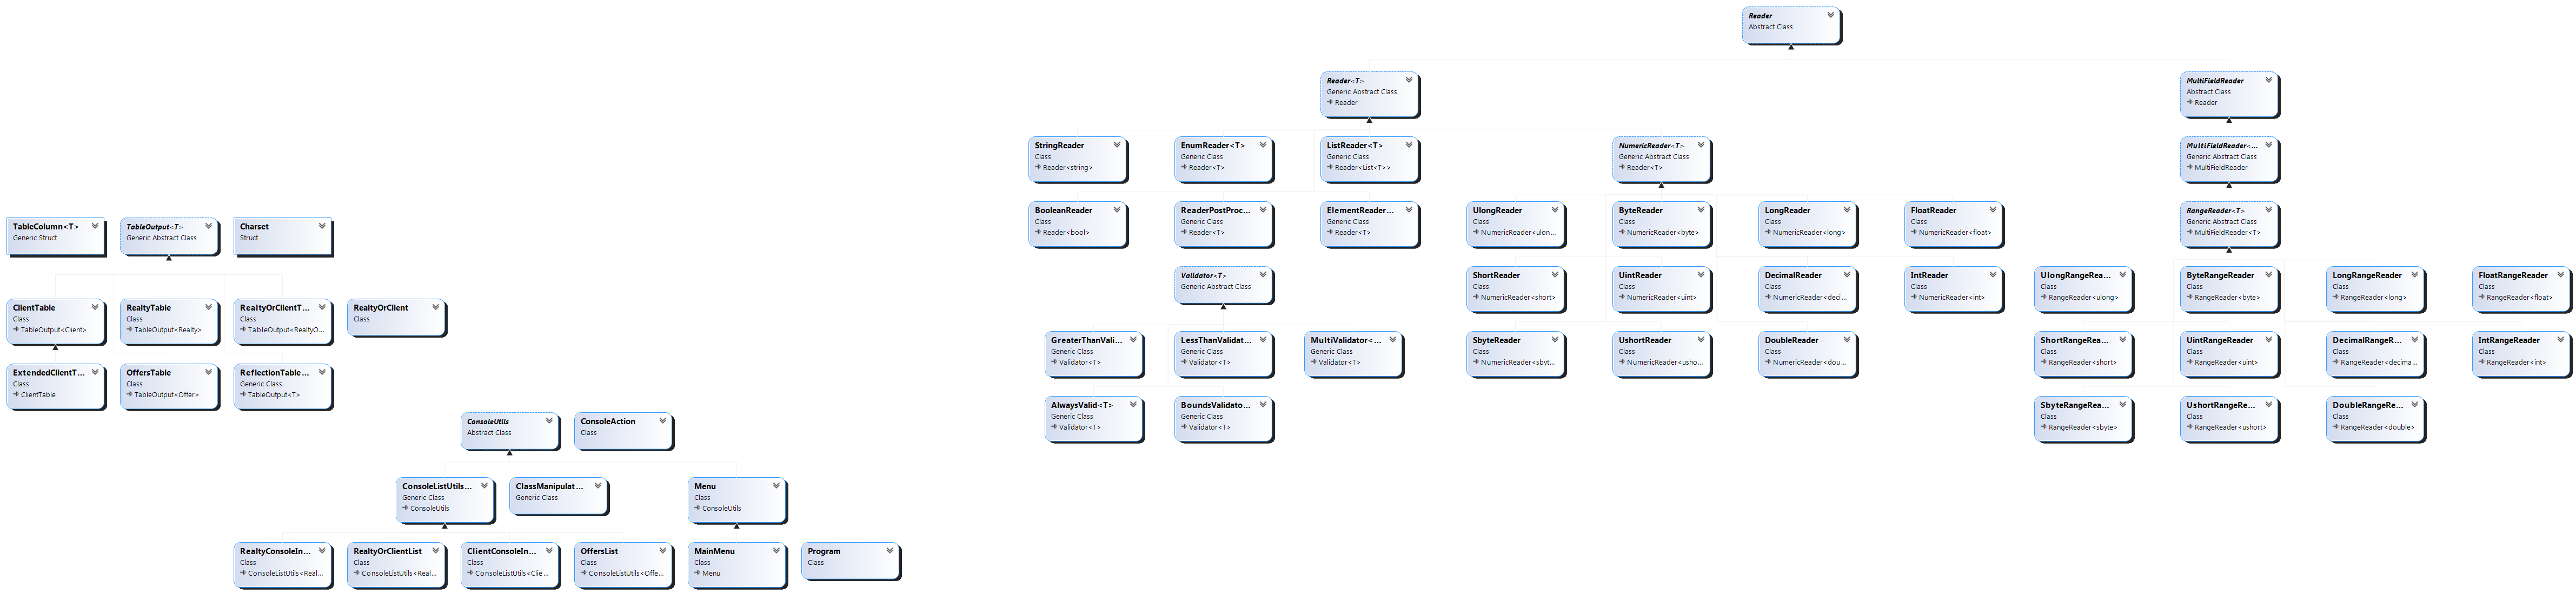 Reader
Abstract Class
Reader<T>
Generic Abstract Class
Reader
MultiFieldReader
Abstract Class
Reader
StringReader
Class
Reader<string>
EnumReader<T>
Generic Class
Reader<T>
ListReader<T>
Generic Class
Reader<List<T>>
NumericReader<T>
Generic Abstract Class
Reader<T>
MultiFieldReader<...
Generic Abstract Class
MultiFieldReader
BooleanReader
Class
Reader<bool>
ReaderPostProc...
Generic Class
Reader<T>
ElementReader...
Generic Class
Reader<T>
UlongReader
Class
NumericReader<ulon...
ByteReader
Class
NumericReader<byte>
LongReader
Class
NumericReader<long>
FloatReader
Class
NumericReader<float>
RangeReader<T>
Generic Abstract Class
MultiFieldReader<T>
TableColumn<T>
Generic Struct
TableOutput<T>
Generic Abstract Class
Charset
Struct
Validator<T>
Generic Abstract Class
ShortReader
Class
NumericReader<short>
UintReader
Class
NumericReader<uint>
DecimalReader
Class
NumericReader<deci...
IntReader
Class
NumericReader<int>
UlongRangeRea...
Class
RangeReader<ulong>
ByteRangeReader
Class
RangeReader<byte>
LongRangeReader
Class
RangeReader<long>
FloatRangeReader
Class
RangeReader<float>
ClientTable
Class
TableOutput<Client>
RealtyTable
Class
TableOutput<Realty>
RealtyOrClientT...
Class
TableOutput<RealtyO...
RealtyOrClient
Class
GreaterThanVali...
Generic Class
Validator<T>
LessThanValidat...
Generic Class
Validator<T>
MultiValidator<...
Generic Class
Validator<T>
SbyteReader
Class
NumericReader<sbyt...
UshortReader
Class
NumericReader<usho...
DoubleReader
Class
NumericReader<dou...
ShortRangeRea...
Class
RangeReader<short>
UintRangeReader
Class
RangeReader<uint>
DecimalRangeR...
Class
RangeReader<decima...
IntRangeReader
Class
RangeReader<int>
ExtendedClientT...
Class
ClientTable
OffersTable
Class
TableOutput<Offer>
ReflectionTable...
Generic Class
TableOutput<T>
AlwaysValid<T>
Generic Class
Validator<T>
BoundsValidato...
Generic Class
Validator<T>
SbyteRangeRea...
Class
RangeReader<sbyte>
UshortRangeRe...
Class
RangeReader<ushort>
DoubleRangeRe...
Class
RangeReader<double>
ConsoleUtils
Abstract Class
ConsoleAction
Class
ConsoleListUtils...
Generic Class
ConsoleUtils
ClassManipulat...
Generic Class
Menu
Class
ConsoleUtils
RealtyConsoleIn...
Class
ConsoleListUtils<Real...
RealtyOrClientList
Class
ConsoleListUtils<Real...
ClientConsoleIn...
Class
ConsoleListUtils<Clie...
OffersList
Class
ConsoleListUtils<Offe...
MainMenu
Class
Menu
Program
Class